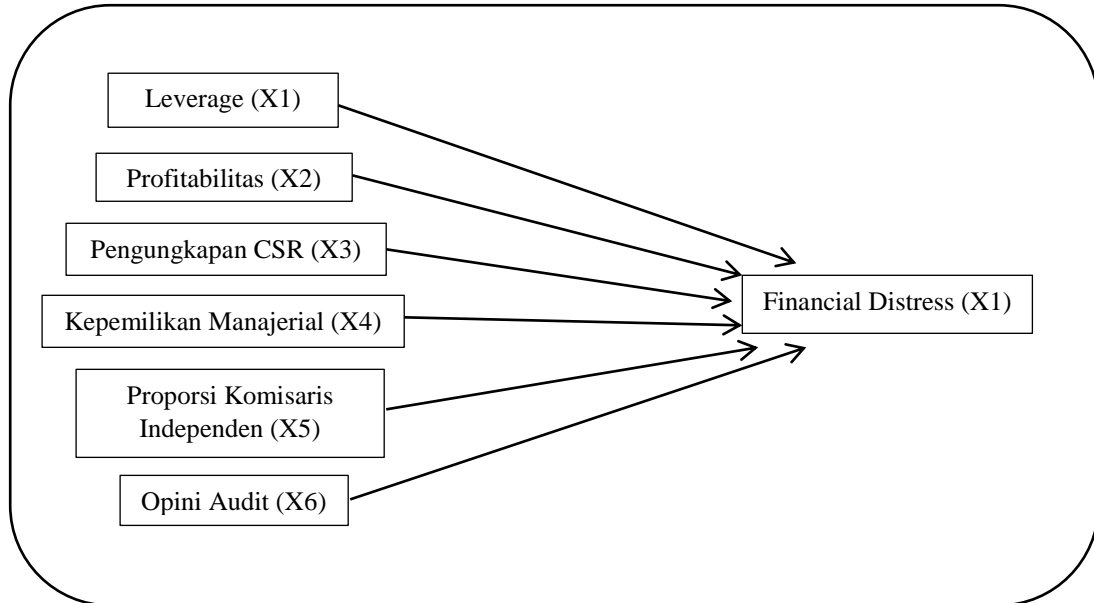 Leverage (X1)
Profitabilitas (X2)
Pengungkapan CSR (X3)
Kepemilikan Manajerial (X4)
Proporsi Komisaris
Independen (X5)
Opini Audit (X6)
Financial Distress (X1)